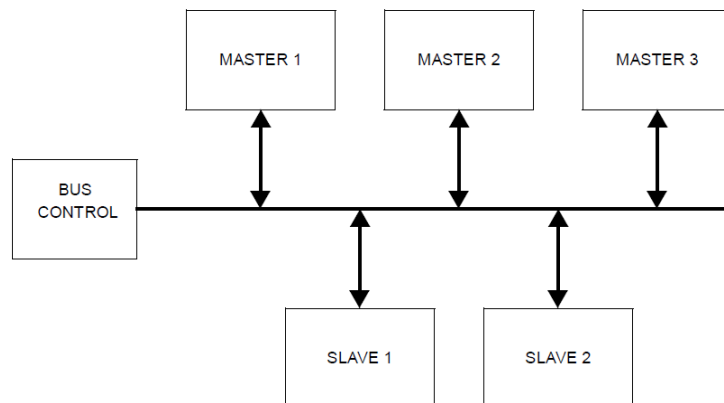 MASTER 1
MASTER 2
MASTER 3
BUS
CONTROL
SLAVE 1
SLAVE 2